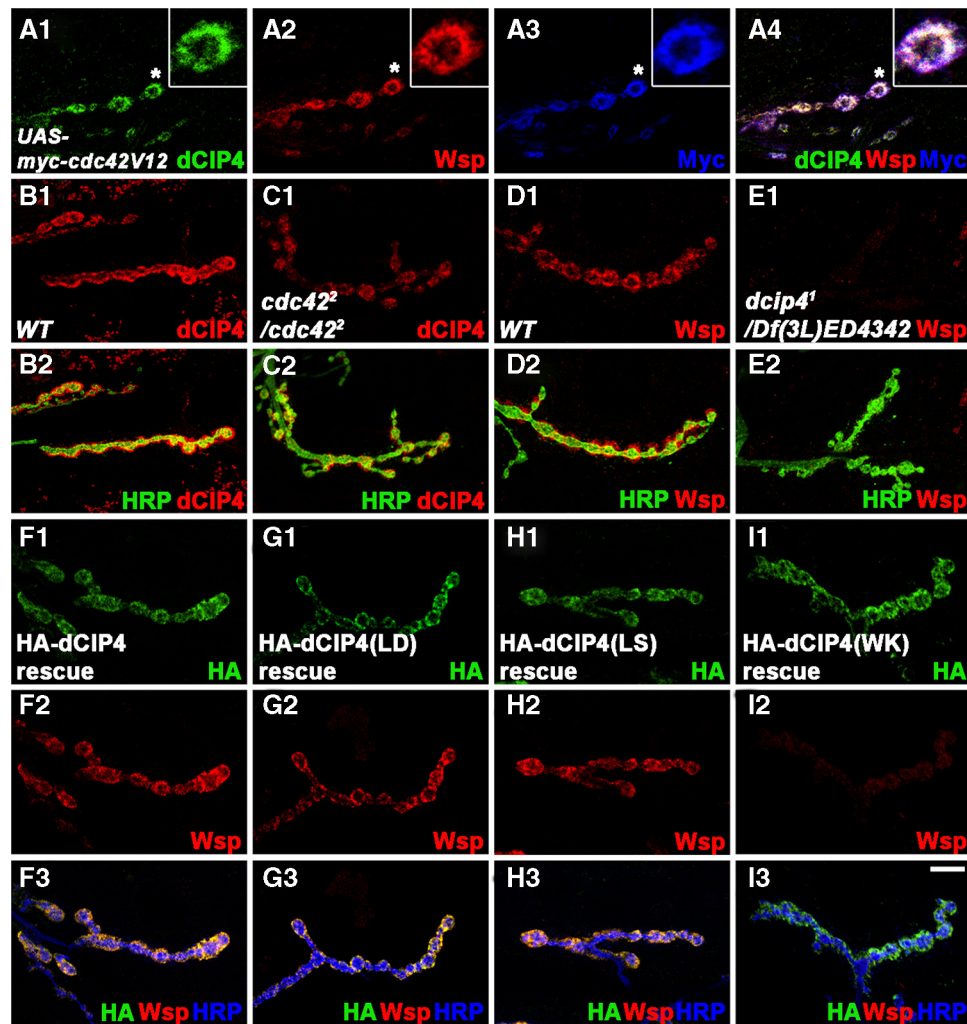 A1 A2 A3 A4
* * * *
UAS-
myc-cdc42V12 dCIP4 Wsp Myc dCIP4 Wsp Myc
B1 C1 D1 E1
cdc42² dcip4¹
WT dCIP4 /cdc42² dCIP4 WT Wsp /Df(3L)ED4342 Wsp
B2 C2 D2 E2
HRP dCIP4 HRP dCIP4 HRP Wsp HRP Wsp
F1 G1 H1 I1
HA-dCIP4 HA-dCIP4(LD) HA-dCIP4(LS) HA-dCIP4(WK)
rescue HA rescue HA rescue HA rescue HA
F2 G2 H2 I2
Wsp Wsp Wsp Wsp
F3 G3 H3 I3
HA Wsp HRP HA Wsp HRP HA Wsp HRP HA Wsp HRP